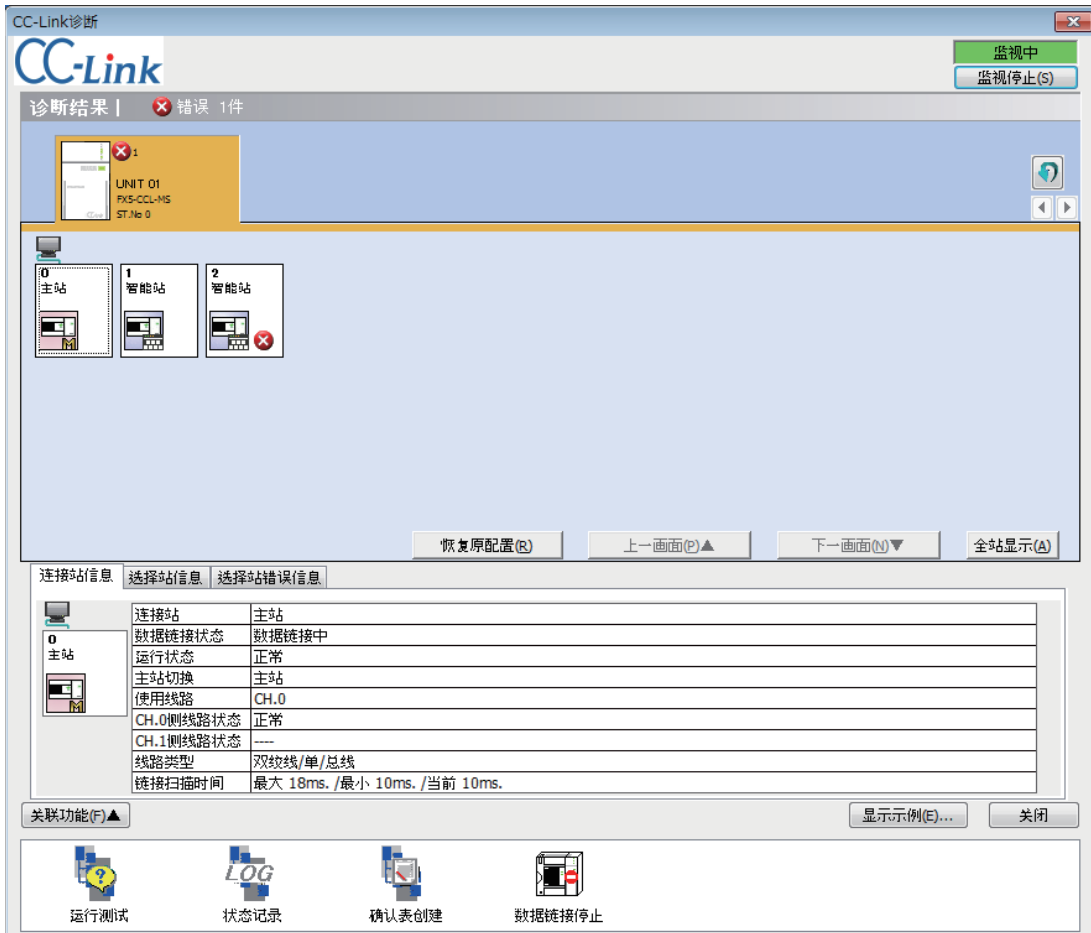 CC-Link诊断
CC-Link
监视中
监视停止(S)
诊断结果 | 错误 1件
1
UNIT 01
FX5-CCL-MS
ST.No 0
0 1 2
主站 智能站 智能站
M
恢复原配置(R) 上一画面(P)▲ 下一画面(N)▼ 全站显示(A)
连接站信息 选择站信息 选择站错误信息
0
主站
M
连接站 主站
数据链接状态 数据链接中
运行状态 正常
主站切换 主站
使用线路 CH.0
CH.0侧线路状态 正常
CH.1侧线路状态 ----
线路类型 双绞线/单/总线
链接扫描时间 最大 18ms. /最小 10ms. /当前 10ms.
关联功能(F)▲ 显示示例(E)... 关闭
LOG
运行测试 状态记录 确认表创建 数据链接停止